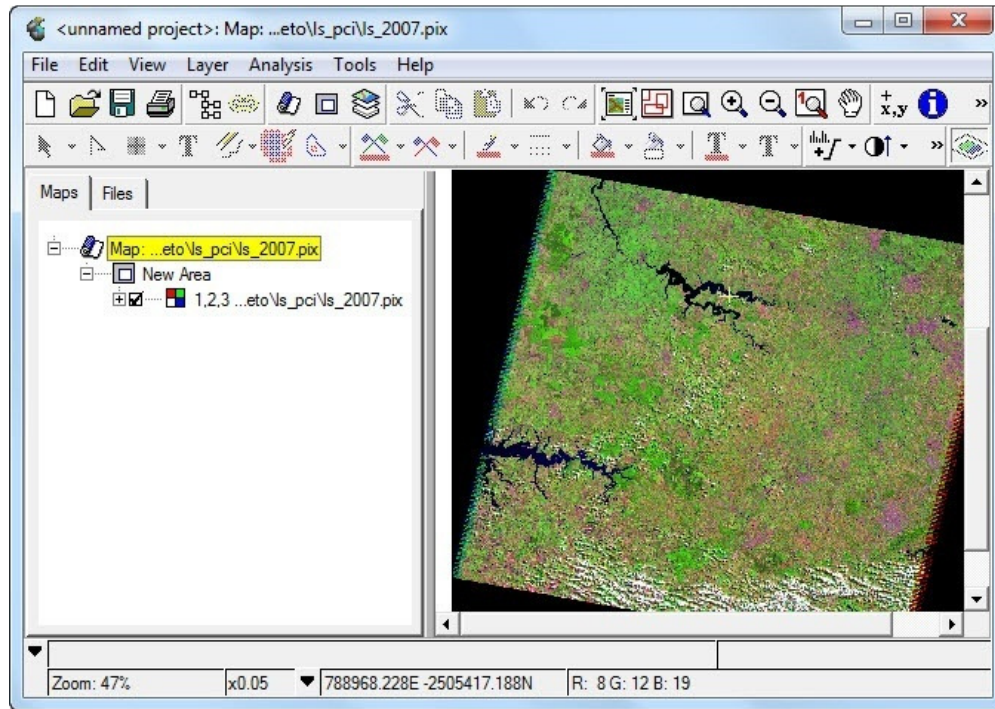 <unnamed project>: Map: ...eto\ls_pci\ls_2007.pix
File Edit View Layer Analysis Tools Help
+
x,y
»
T
T
T
»
Maps Files
Map: ...eto\ls_pci\ls_2007.pix
New Area
1,2,3 ...eto\ls_pci\ls_2007.pix
Zoom: 47% x0.05 788968.228E -2505417.188N R: 8 G: 12 B: 19